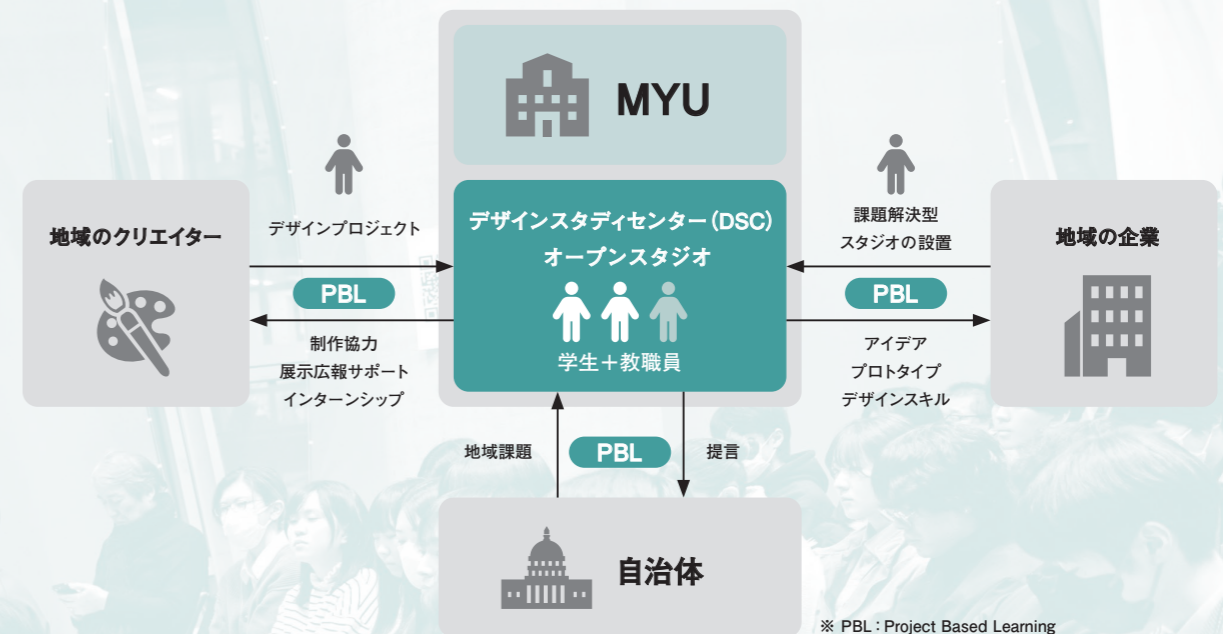 MYU
デザインスタディセンター(DSC)
オープンスタジオ
学生+教職員
地域のクリエイター
デザインプロジェクト
PBL
制作協力
展示広報サポート
インターンシップ
課題解決型
スタジオの設置
PBL
アイデア
プロトタイプ
デザインスキル
地域の企業
地域課題
PBL
提言
自治体
※ PBL:Project Based Learning